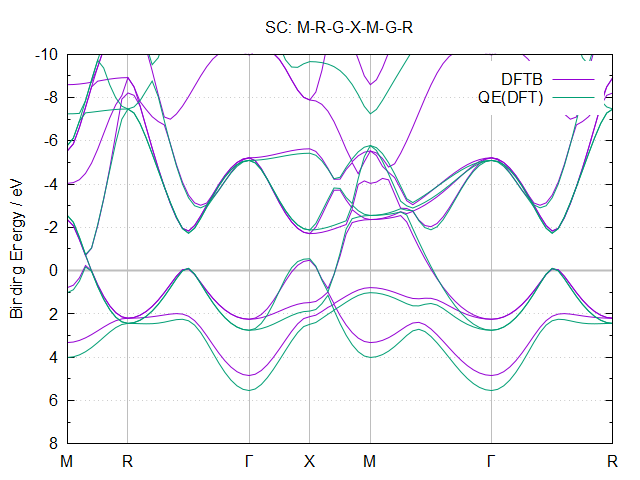 SC: M-R-G-X-M-G-R
DFTB
QE(DFT)
Binding Energy / eV
-10
-8
-6
-4
-2
0
2
4
6
8
M R Γ X M Γ R